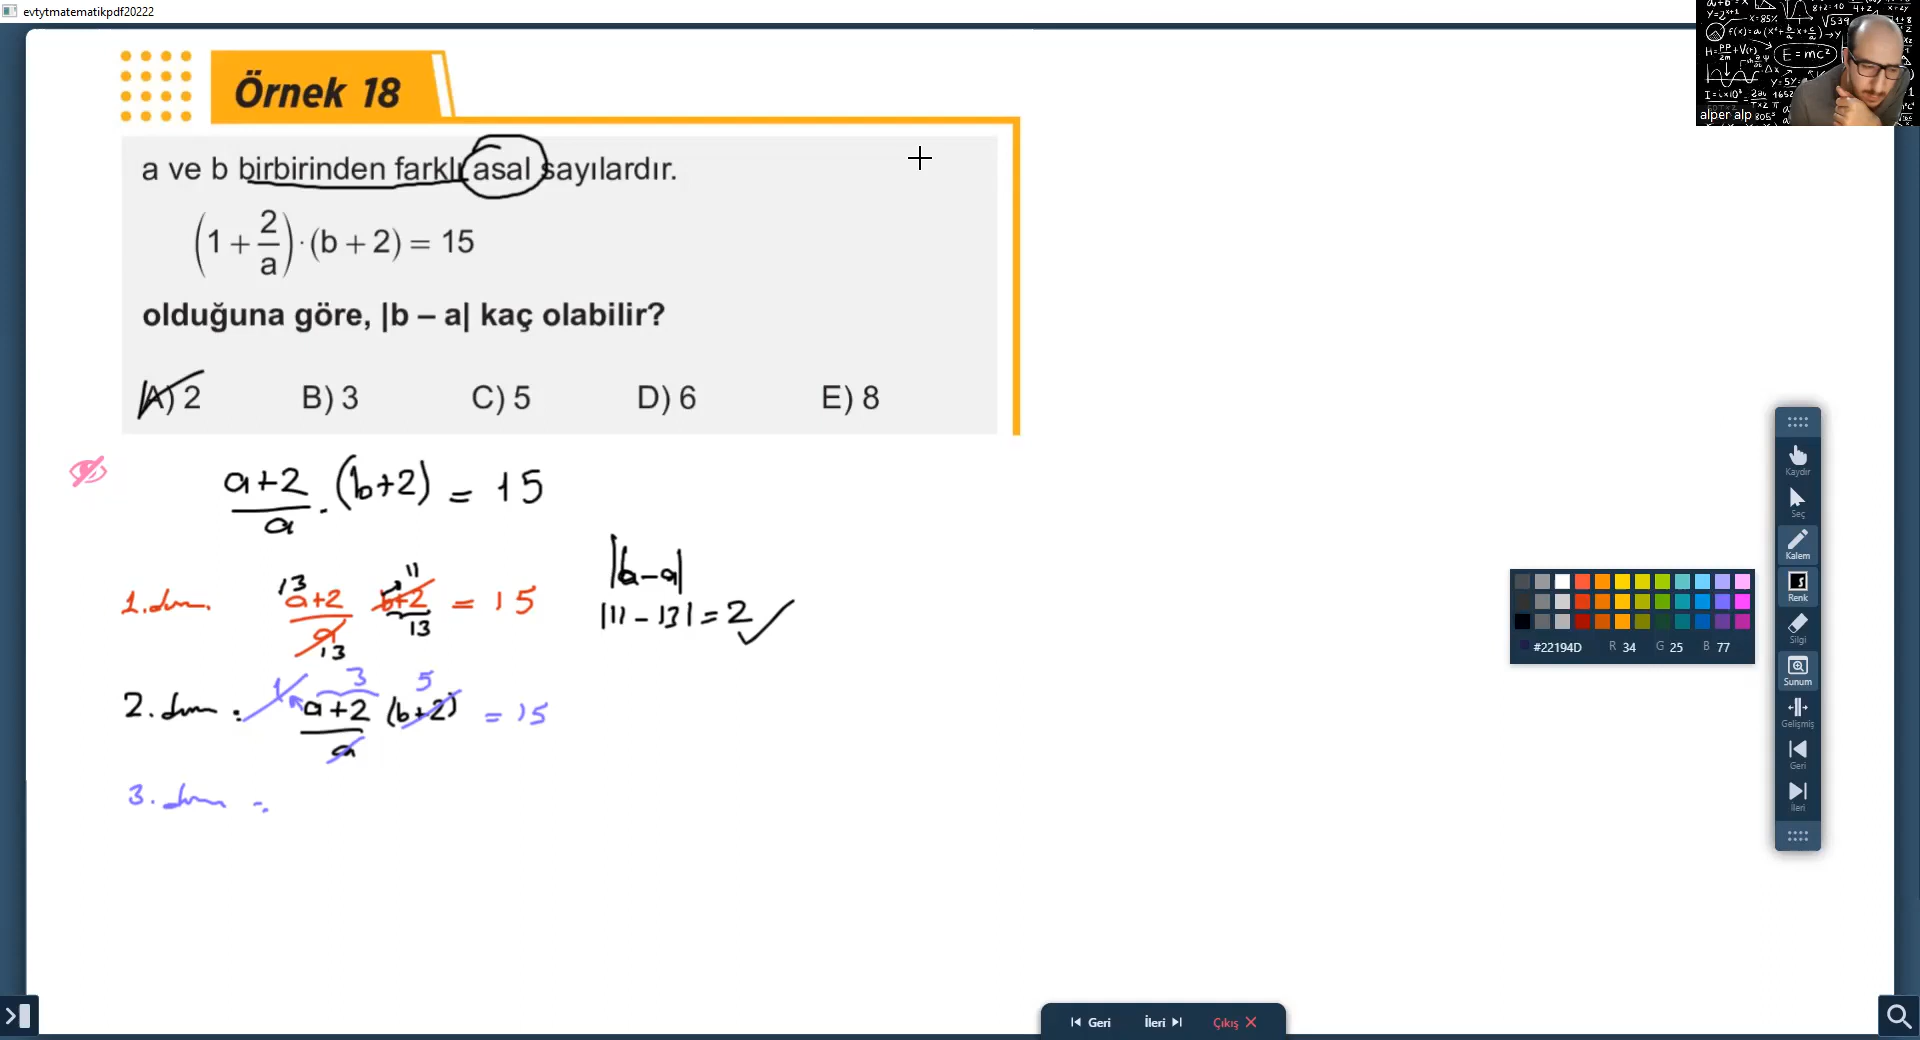 evtytmatematikpdf20222
Örnek 18
a ve b birbirinden farklı asal sayılardır.
(1 + 2/a) · (b + 2) = 15
olduğuna göre, |b – a| kaç olabilir?
A) 2 B) 3 C) 5 D) 6 E) 8
a+2/a . (b+2) = 15
|b-a|
1. dum. 13 a+2/a 13 11 b+2 13 = 15
|11 - 13| = 2
2. dum : 1 3 a+2/a 5 (b+2) = 15
3. dum :
alper alp
E = mc²
Kaydır
Seç
Kalem
Renk
Silgi
Sunum
Gelişmiş
Geri
İleri
#22194D R 34 G 25 B 77
Geri İleri Çıkış